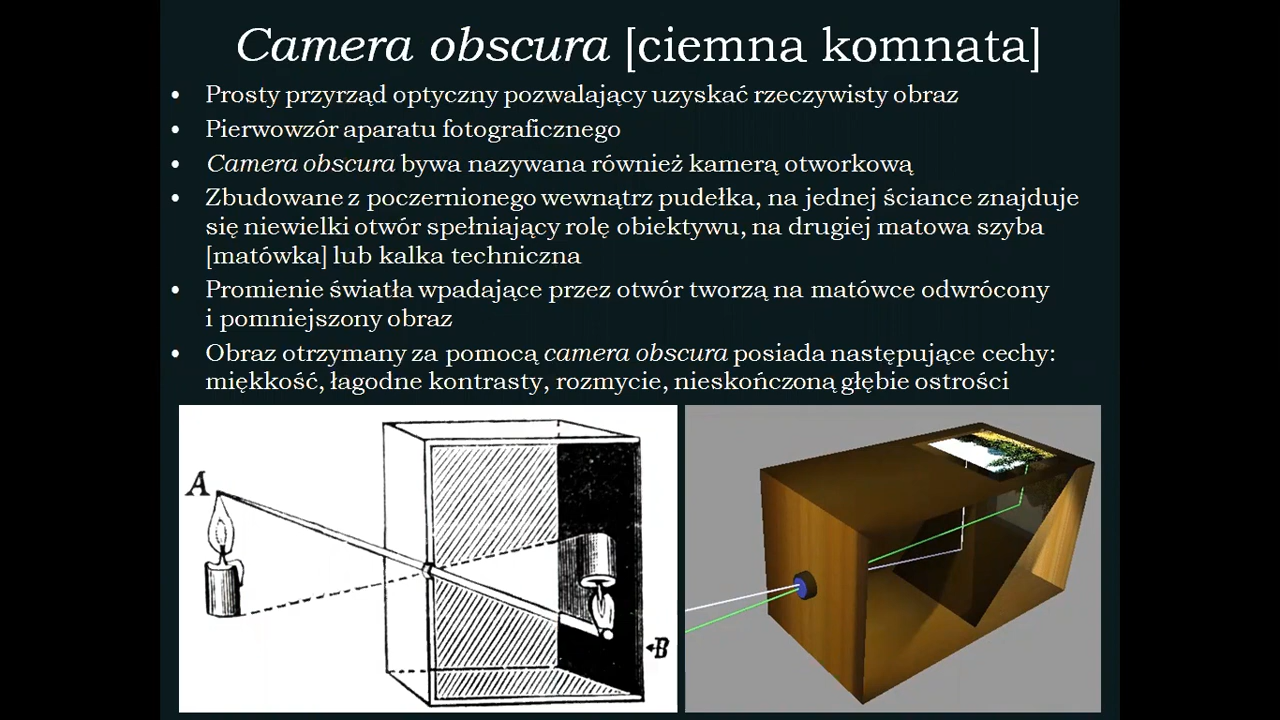 Camera obscura [ciemna komnata]
• Prosty przyrząd optyczny pozwalający uzyskać rzeczywisty obraz
• Pierwowzór aparatu fotograficznego
• Camera obscura bywa nazywana również kamerą otworkową
• Zbudowane z poczernionego wewnątrz pudełka, na jednej ściance znajduje
się niewielki otwór spełniający rolę obiektywu, na drugiej matowa szyba
[matówka] lub kalka techniczna
• Promienie światła wpadające przez otwór tworzą na matówce odwrócony
i pomniejszony obraz
• Obraz otrzymany za pomocą camera obscura posiada następujące cechy:
miękkość, łagodne kontrasty, rozmycie, nieskończoną głębie ostrości
A
B